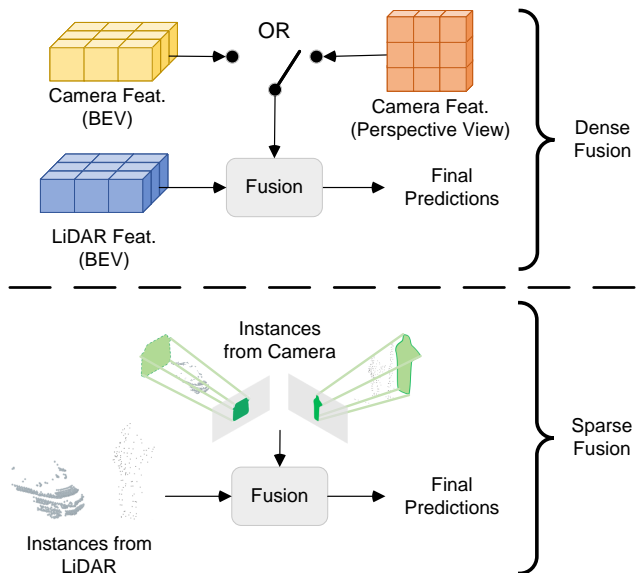 OR
Camera Feat.
(BEV)
Camera Feat.
(Perspective View)
Dense
Fusion
Fusion
Final
Predictions
LiDAR Feat.
(BEV)
Instances
from Camera
Sparse
Fusion
Fusion
Final
Predictions
Instances from
LiDAR